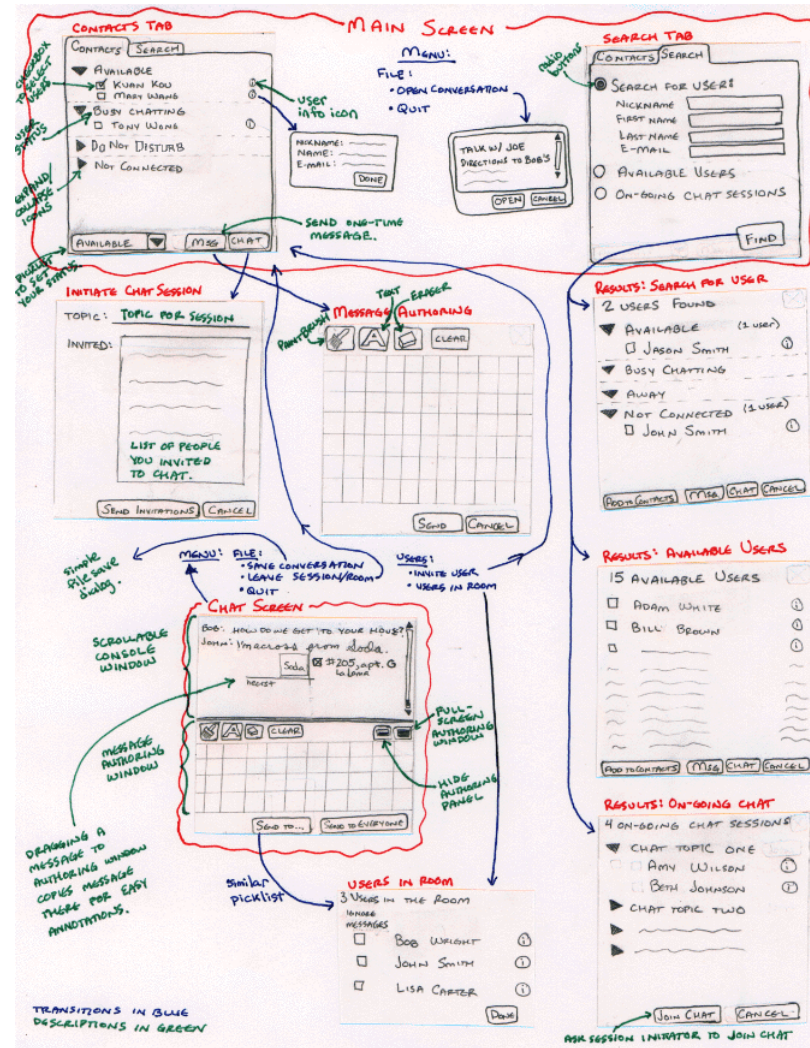 MAIN SCREEN
CONTACTS TAB
CONTACTS SEARCH
AVAILABLE
KUAN KOU
MARY WANG
BUSY CHATTING
TONY WONG
DO NOT DISTURB
NOT CONNECTED
AVAILABLE
MSG CHAT
CHECKBOX TO SELECT USERS
USER STATUS
EXPAND/COLLAPSE ICONS
PICKLIST TO SET YOUR STATUS.
USER INFO ICON
SEND ONE-TIME MESSAGE.
MENU:
FILE:
• OPEN CONVERSATION
• QUIT
NICKNAME:
NAME:
E-MAIL:
DONE
TALK W/ JOE
DIRECTIONS TO BOB'S
OPEN CANCEL
SEARCH TAB
radio buttons
CONTACTS SEARCH
SEARCH FOR USER:
NICKNAME
FIRST NAME
LAST NAME
E-MAIL
AVAILABLE USERS
ON-GOING CHAT SESSIONS
FIND
INITIATE CHAT SESSION
TOPIC: TOPIC FOR SESSION
INVITED:
LIST OF PEOPLE
YOU INVITED
TO CHAT.
SEND INVITATIONS CANCEL
MESSAGE AUTHORING
PAINTBRUSH
TEXT
ERASER
A
CLEAR
SEND CANCEL
RESULTS: SEARCH FOR USER
2 USERS FOUND
AVAILABLE (1 USER)
JASON SMITH
BUSY CHATTING
AWAY
NOT CONNECTED (1 USER)
JOHN SMITH
ADD TO CONTACTS MSG CHAT CANCEL
simple file save dialog.
MENU: FILE:
• SAVE CONVERSATION
• LEAVE SESSION/ROOM
• QUIT
USERS:
• INVITE USER
• USERS IN ROOM
CHAT SCREEN
BOB: HOW DO WE GET TO YOUR HOUSE?
John: I'm across from Soda.
Soda
#205, apt. G
La Loma
hearst
A
CLEAR
SEND TO... SEND TO EVERYONE
SCROLLABLE
CONSOLE
WINDOW
MESSAGE
AUTHORING
WINDOW
FULL-SCREEN
AUTHORING
WINDOW
HIDE
AUTHORING
PANEL
DRAGGING A
MESSAGE TO
AUTHORING WINDOW
COPIES MESSAGE
THERE FOR EASY
ANNOTATIONS.
similar
picklist
USERS IN ROOM
3 USERS IN THE ROOM
IGNORE
MESSAGES
BOB WRIGHT
JOHN SMITH
LISA CARTER
DONE
RESULTS: AVAILABLE USERS
15 AVAILABLE USERS
ADAM WHITE
BILL BROWN
ADD TO CONTACTS MSG CHAT CANCEL
RESULTS: ON-GOING CHAT
4 ON-GOING CHAT SESSIONS
CHAT TOPIC ONE
AMY WILSON
BETH JOHNSON
CHAT TOPIC TWO
JOIN CHAT CANCEL
ASK SESSION INITIATOR TO JOIN CHAT
TRANSITIONS IN BLUE
DESCRIPTIONS IN GREEN